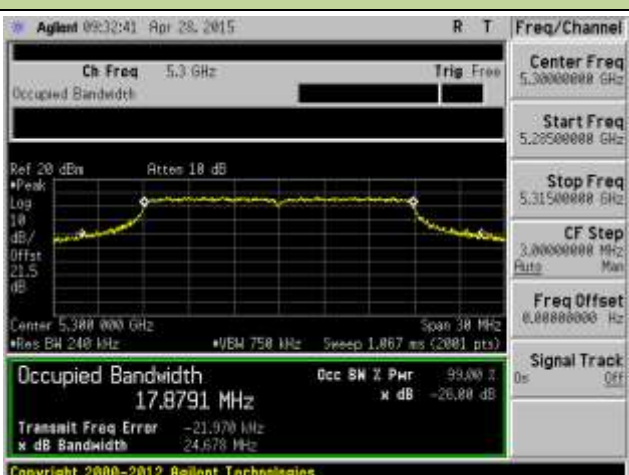 Agilent 09:32:41 Apr 28, 2015 R T
Freq/Channel
Ch Freq 5.3 GHz Trig Free
Occupied Bandwidth
Center Freq
5.30000000 GHz
Start Freq
5.28500000 GHz
Stop Freq
5.31500000 GHz
CF Step
3.00000000 MHz
Auto Man
Freq Offset
0.00000000 Hz
Signal Track
On Off
Ref 20 dBm Atten 10 dB
•Peak
Log
10
dB/
Offst
21.5
dB
Center 5.300 000 GHz Span 30 MHz
•Res BW 240 kHz •VBW 750 kHz Sweep 1.067 ms (2001 pts)
Occupied Bandwidth Occ BW % Pwr 99.00 %
17.8791 MHz x dB -26.00 dB
Transmit Freq Error -21.970 kHz
x dB Bandwidth 24.678 MHz
Copyright 2000-2012 Agilent Technologies